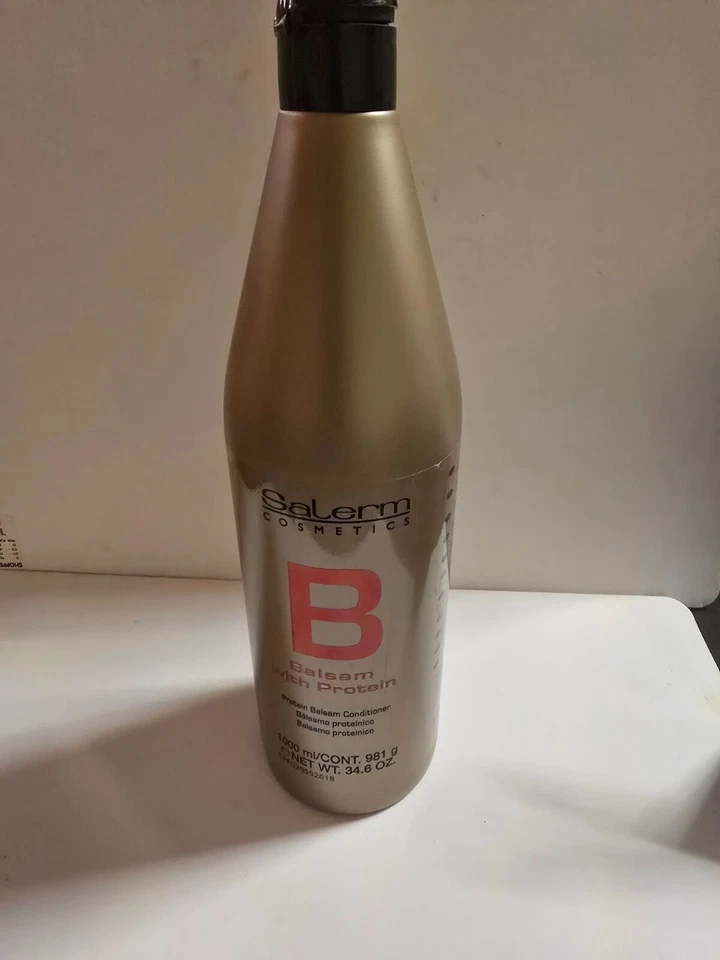 Salerm
COSMETICS
B
Balsam
with Protein
Protein Balsam Conditioner
Bálsamo proteínico
Balsamo proteinico
1000 ml/CONT. 981 g
NET WT. 34.6 OZ.